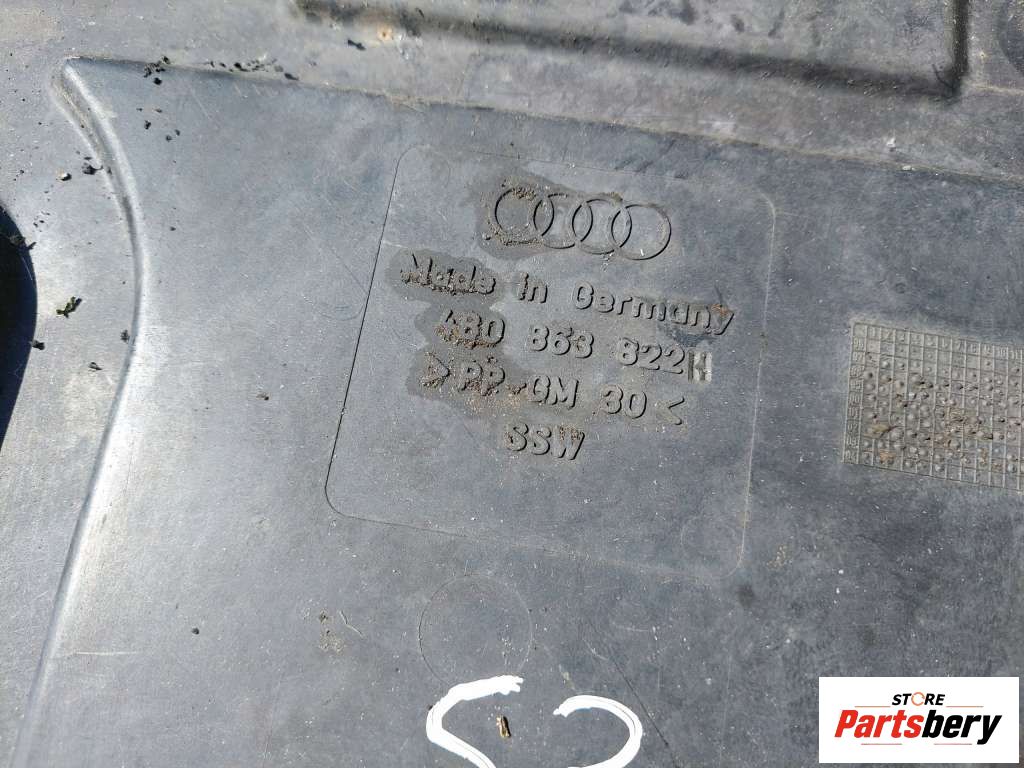 Made in Germany
4B0 863 822H
>PP-GM 30<
SSW
STORE
Partsbery